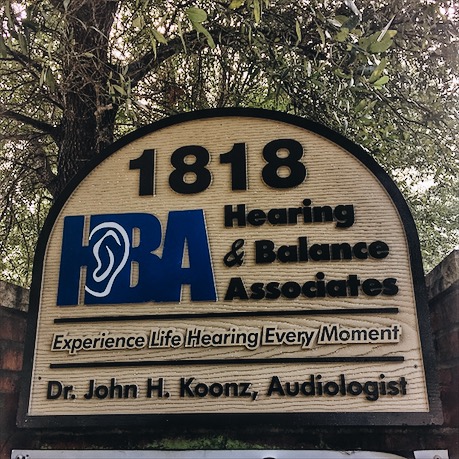 1818
HBA
Hearing
& Balance
Associates
Experience Life Hearing Every Moment
Dr. John H. Koonz, Audiologist